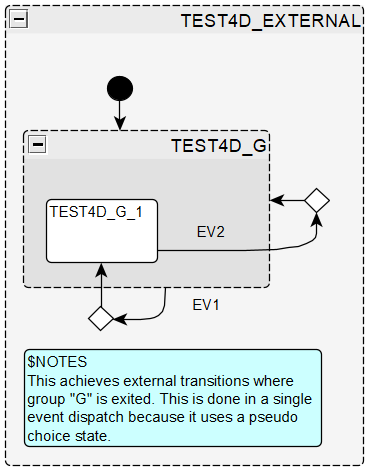 TEST4D_EXTERNAL
TEST4D_G
TEST4D_G_1
EV2
EV1
$NOTES
This achieves external transitions where
group "G" is exited. This is done in a single
event dispatch because it uses a pseudo
choice state.